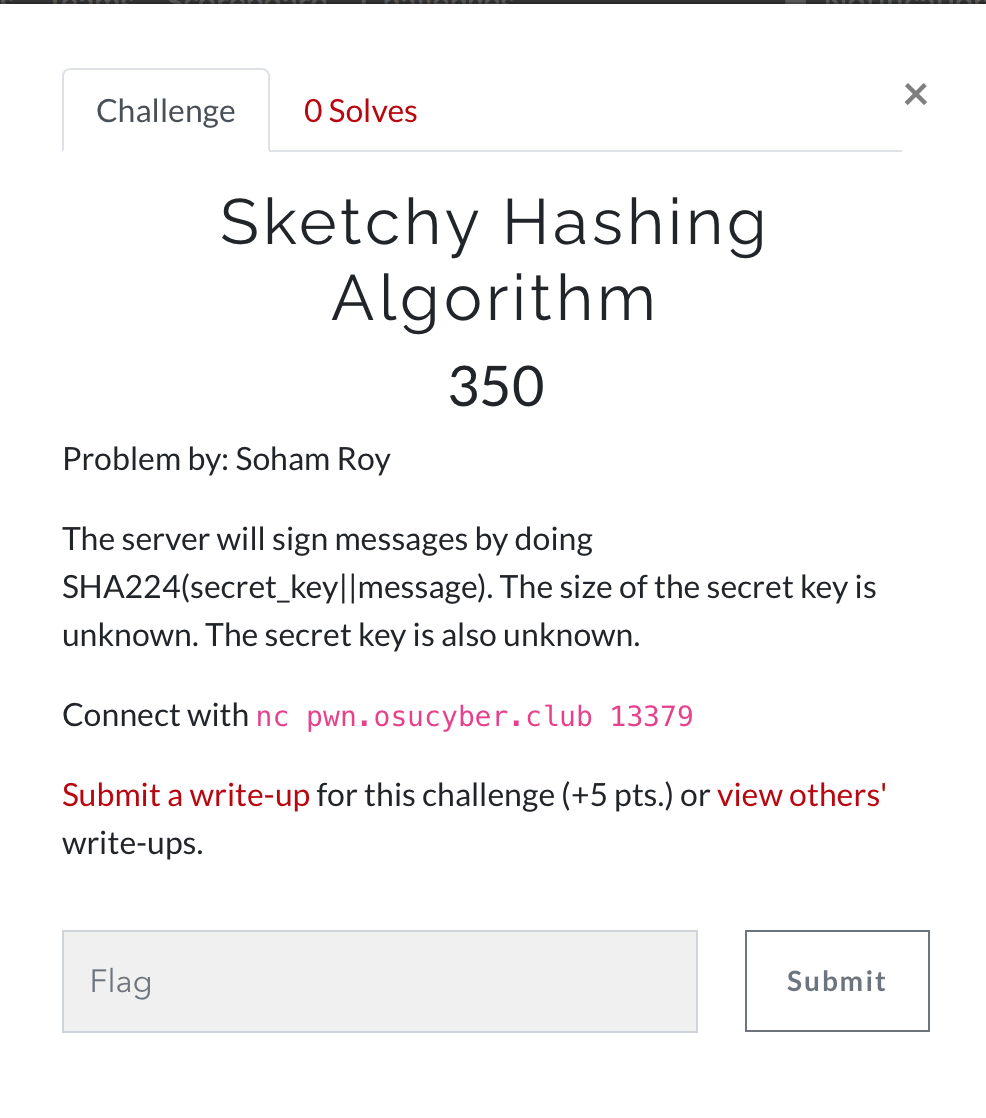 Challenge
0 Solves
×
Sketchy Hashing
Algorithm
350
Problem by: Soham Roy
The server will sign messages by doing
SHA224(secret_key||message). The size of the secret key is
unknown. The secret key is also unknown.
Connect with nc pwn.osucyber.club 13379
Submit a write-up for this challenge (+5 pts.) or view others'
write-ups.
Flag
Submit